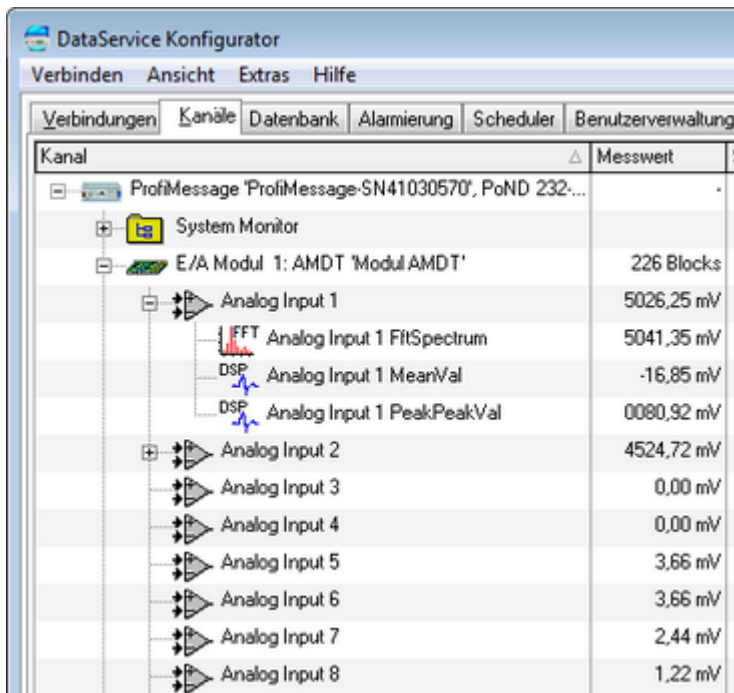 DataService Konfigurator
Verbinden Ansicht Extras Hilfe
Verbindungen Kanäle Datenbank Alarmierung Scheduler Benutzerverwaltung
Kanal Messwert
ProfiMessage 'ProfiMessage-SN41030570', PoND 232-... -
System Monitor
E/A Modul 1: AMDT 'Modul AMDT' 226 Blocks
Analog Input 1 5026,25 mV
FFT Analog Input 1 FftSpectrum 5041,35 mV
DSP Analog Input 1 MeanVal -16,85 mV
DSP Analog Input 1 PeakPeakVal 0080,92 mV
Analog Input 2 4524,72 mV
Analog Input 3 0,00 mV
Analog Input 4 0,00 mV
Analog Input 5 3,66 mV
Analog Input 6 3,66 mV
Analog Input 7 2,44 mV
Analog Input 8 1,22 mV